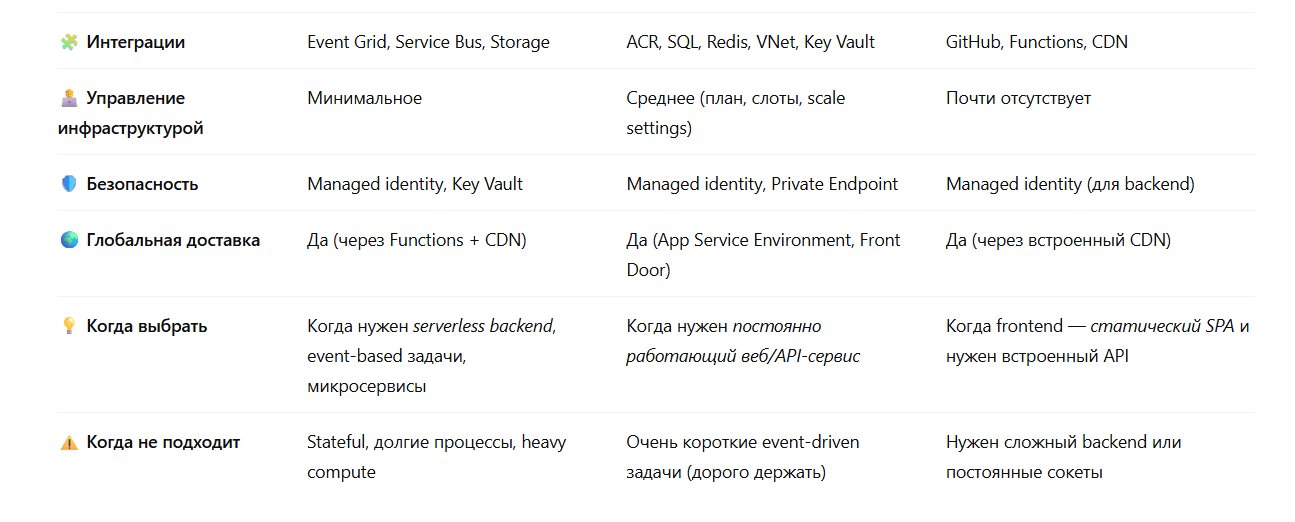 🧩 Интеграции
Event Grid, Service Bus, Storage
ACR, SQL, Redis, VNet, Key Vault
GitHub, Functions, CDN
🧑‍💻 Управление
инфраструктурой
Минимальное
Среднее (план, слоты, scale
settings)
Почти отсутствует
🛡️ Безопасность
Managed identity, Key Vault
Managed identity, Private Endpoint
Managed identity (для backend)
🌍 Глобальная доставка
Да (через Functions + CDN)
Да (App Service Environment, Front
Door)
Да (через встроенный CDN)
💡 Когда выбрать
Когда нужен serverless backend,
event-based задачи,
микросервисы
Когда нужен постоянно
работающий веб/API-сервис
Когда frontend — статический SPA и
нужен встроенный API
⚠️ Когда не подходит
Stateful, долгие процессы, heavy
compute
Очень короткие event-driven
задачи (дорого держать)
Нужен сложный backend или
постоянные сокеты